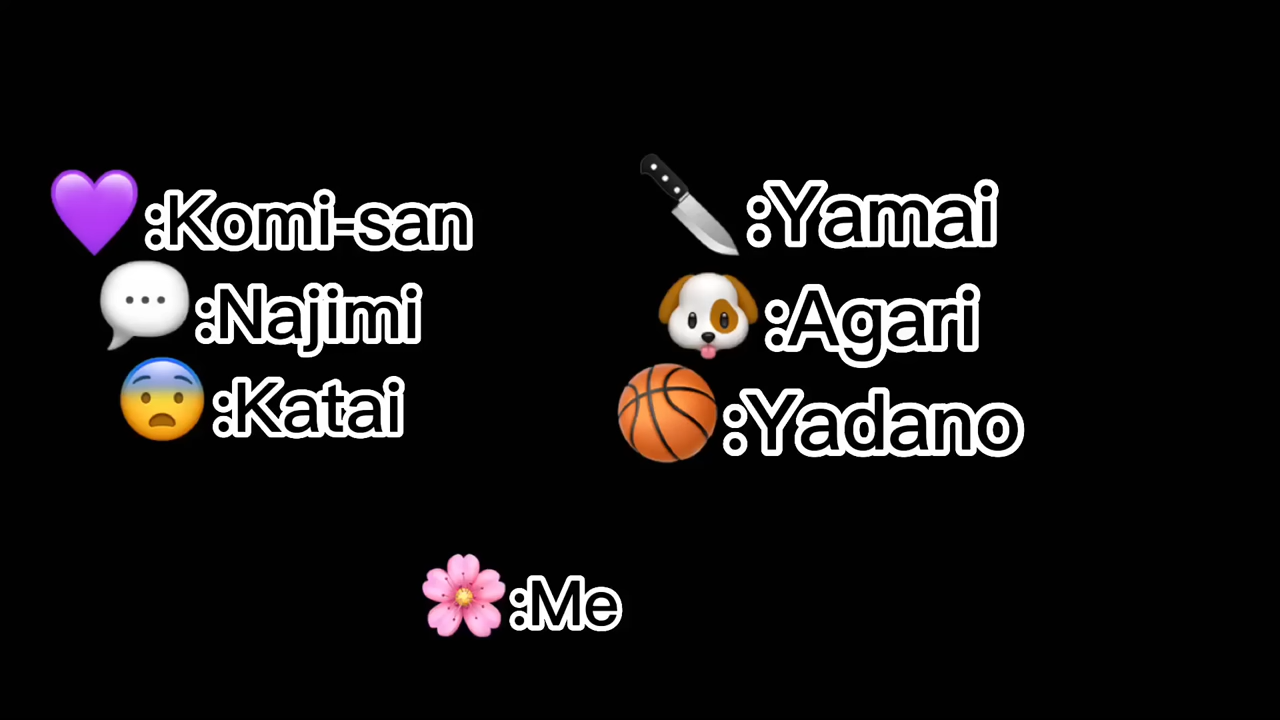 💜:Komi-san
💬:Najimi
😨:Katai
🔪:Yamai
🐶:Agari
🏀:Yadano
🌸:Me